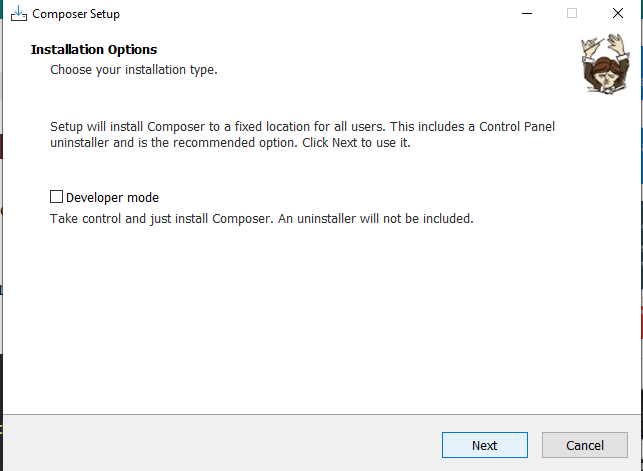 Composer Setup
Installation Options
Choose your installation type.
Setup will install Composer to a fixed location for all users. This includes a Control Panel
uninstaller and is the recommended option. Click Next to use it.
Developer mode
Take control and just install Composer. An uninstaller will not be included.
Next
Cancel